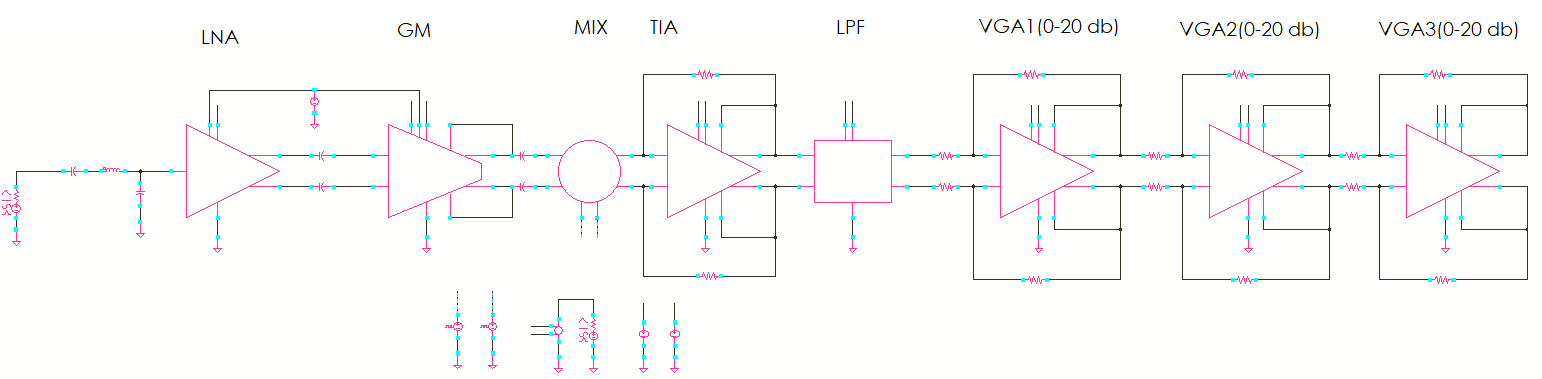 LNA
GM
MIX
TIA
LPF
VGA1(0-20 db)
VGA2(0-20 db)
VGA3(0-20 db)